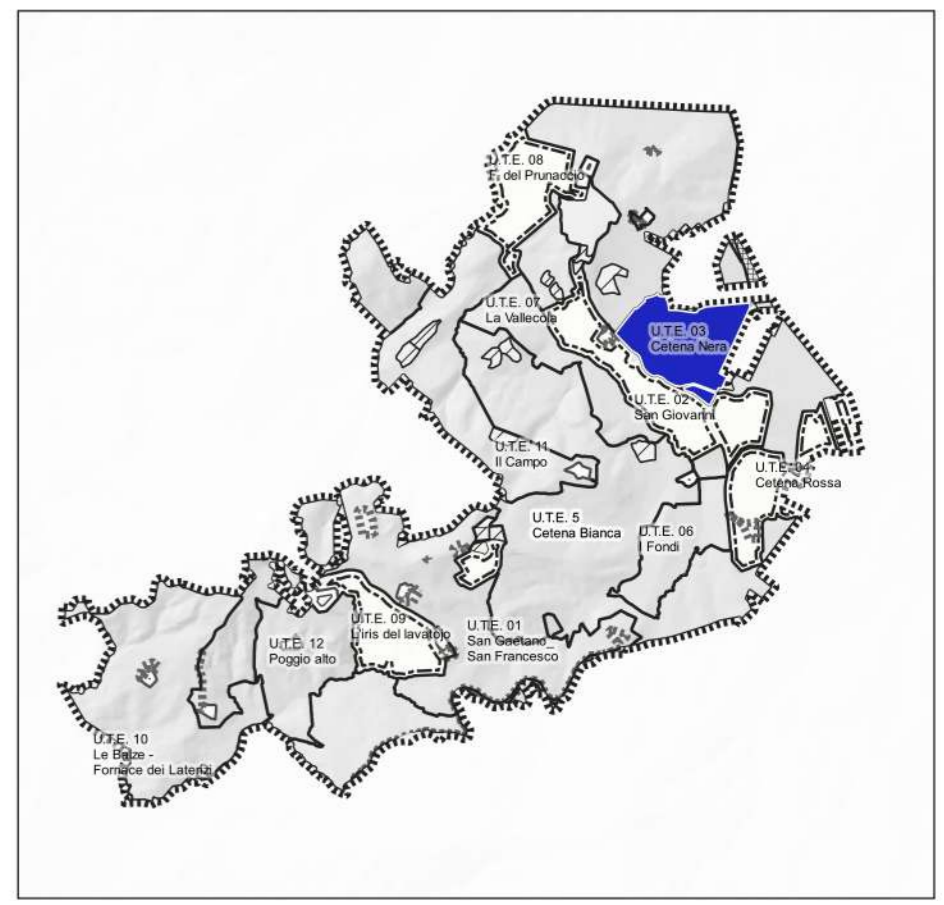 U.T.E. 08
F. del Prunaccio
U.T.E. 07
La Vallecola
U.T.E. 03
Cetena Nera
U.T.E. 02
San Giovanni
U.T.E. 11
Il Campo
U.T.E. 04
Cetena Rossa
U.T.E. 5
Cetena Bianca
U.T.E. 06
I Fondi
U.T.E. 09
L'iris del lavatoio
U.T.E. 01
San Gaetano_
San Francesco
U.T.E. 12
Poggio alto
U.T.E. 10
Le Balze -
Fornace dei Latenzi